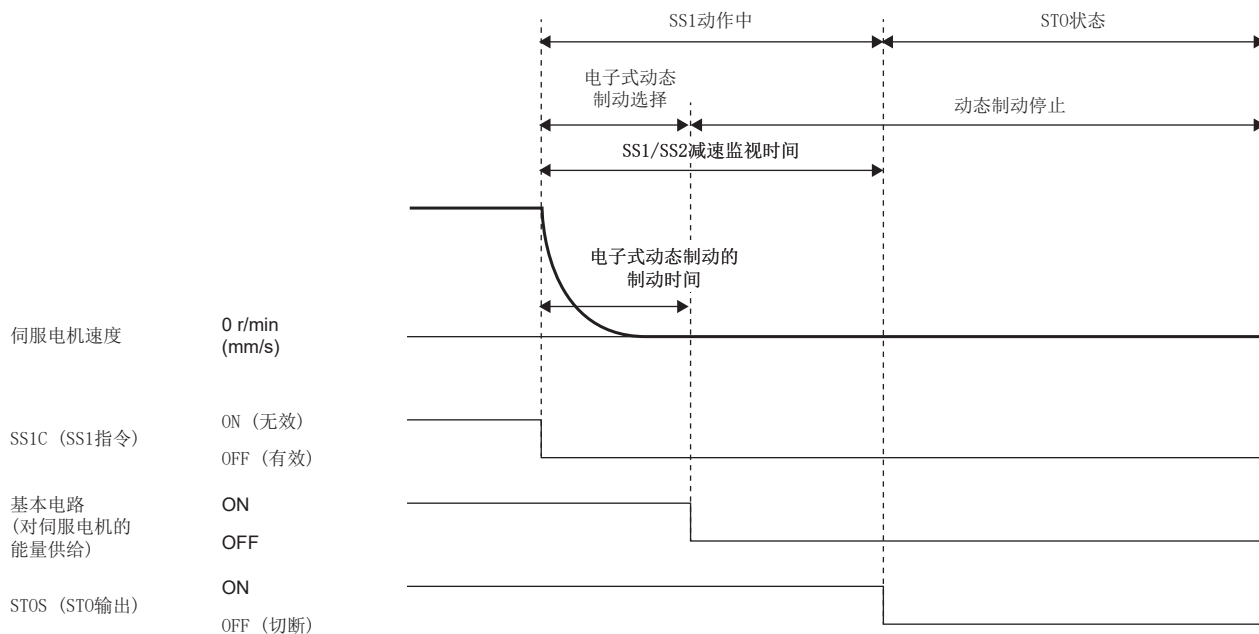 SS1动作中
STO状态
电子式动态
制动选择
动态制动停止
SS1/SS2减速监视时间
电子式动态制动的
制动时间
伺服电机速度
0 r/min
(mm/s)
SS1C (SS1指令)
ON (无效)
OFF (有效)
基本电路
(对伺服电机的
能量供给)
ON
OFF
STOS (STO输出)
ON
OFF (切断)